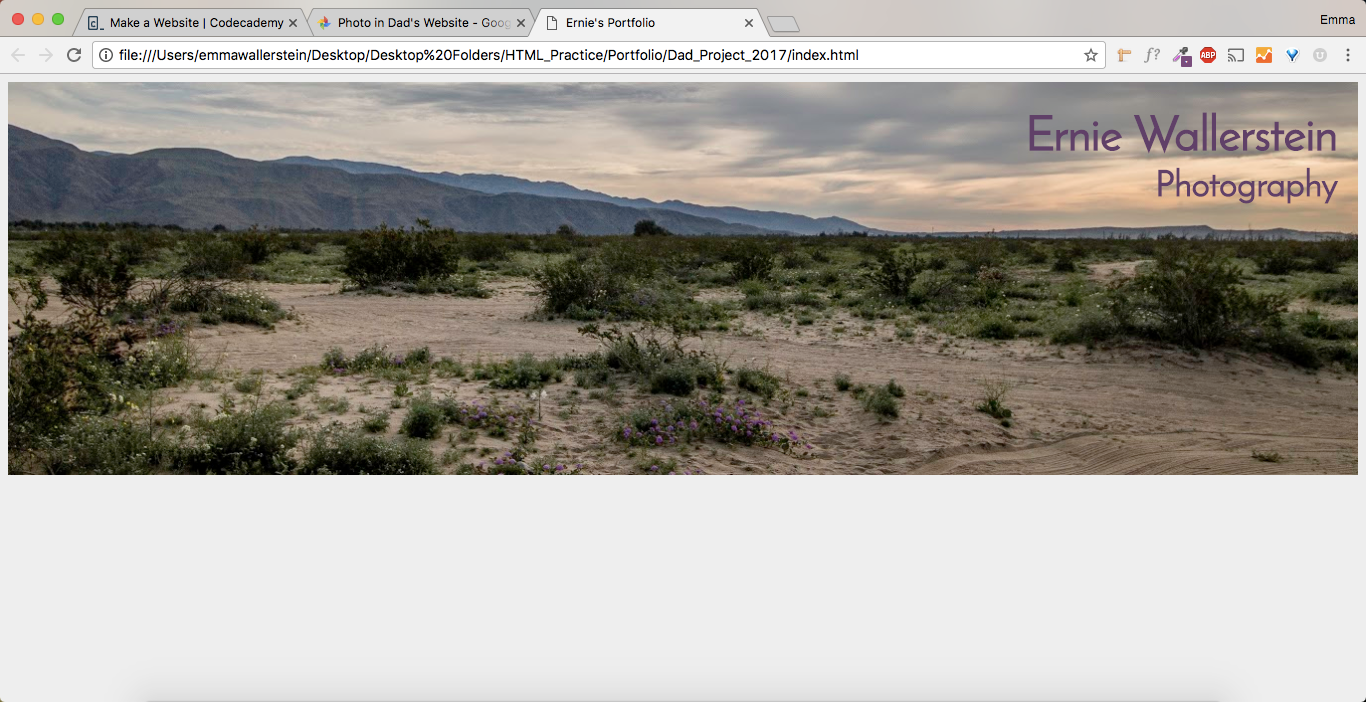 Make a Website | Codecademy
Photo in Dad's Website - Goog
Ernie's Portfolio
Emma
file:///Users/emmawallerstein/Desktop/Desktop%20Folders/HTML_Practice/Portfolio/Dad_Project_2017/index.html
f?
ABP
Ernie Wallerstein
Photography